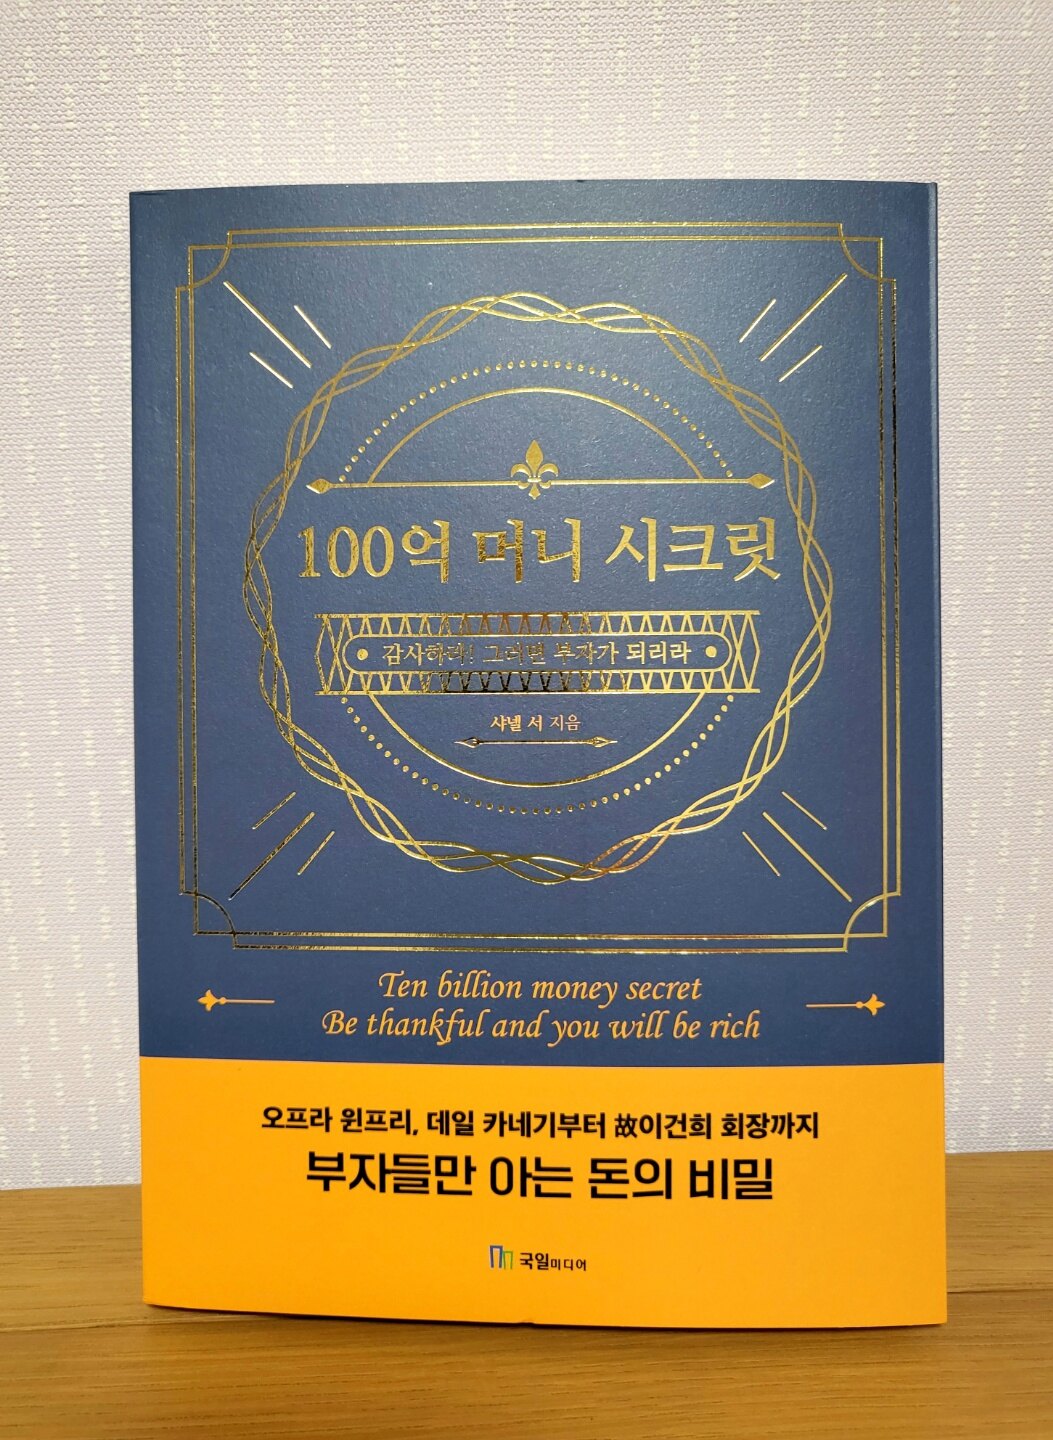 100억 머니 시크릿
감사하라! 그러면 부자가 되리라
샤넬 서 지음
Ten billion money secret
Be thankful and you will be rich
오프라 윈프리, 데일 카네기부터 故이건희 회장까지
부자들만 아는 돈의 비밀
국일미디어